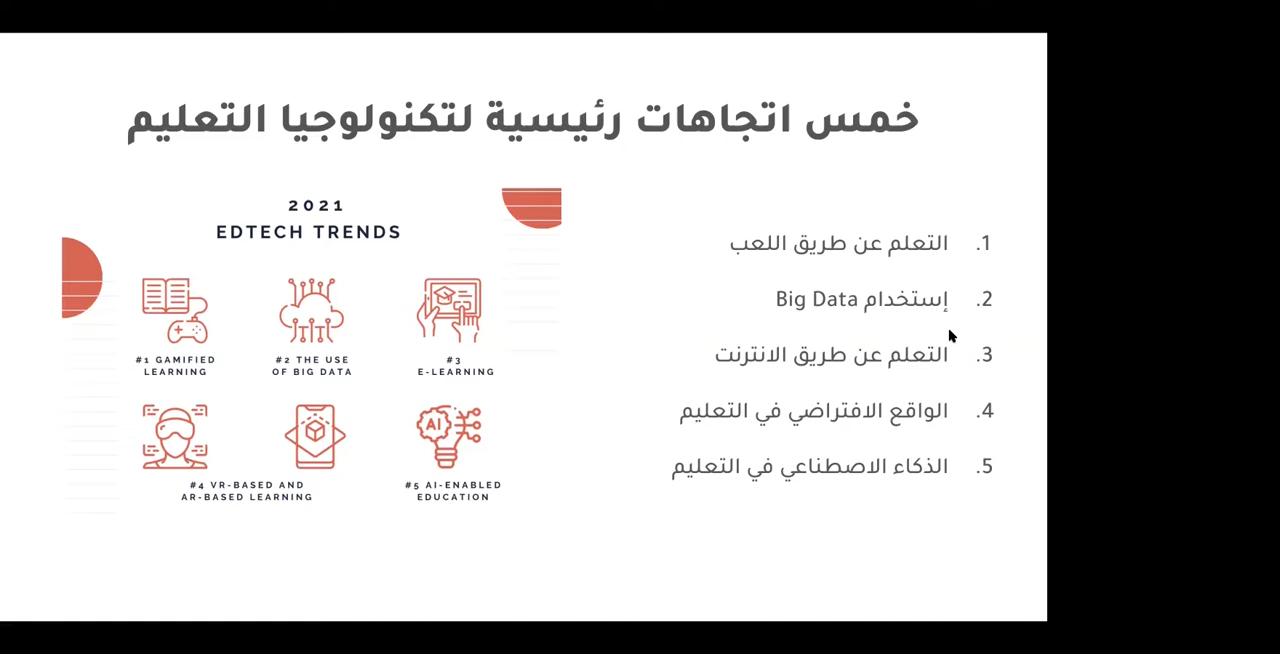 خمس اتجاهات رئيسية لتكنولوجيا التعليم
1. التعلم عن طريق اللعب
2. إستخدام Big Data
3. التعلم عن طريق الانترنت
4. الواقع الافتراضي في التعليم
5. الذكاء الاصطناعي في التعليم
2021
EDTECH TRENDS
#1 GAMIFIED
LEARNING
#2 THE USE
OF BIG DATA
#3
E-LEARNING
#4 VR-BASED AND
AR-BASED LEARNING
AI
#5 AI-ENABLED
EDUCATION